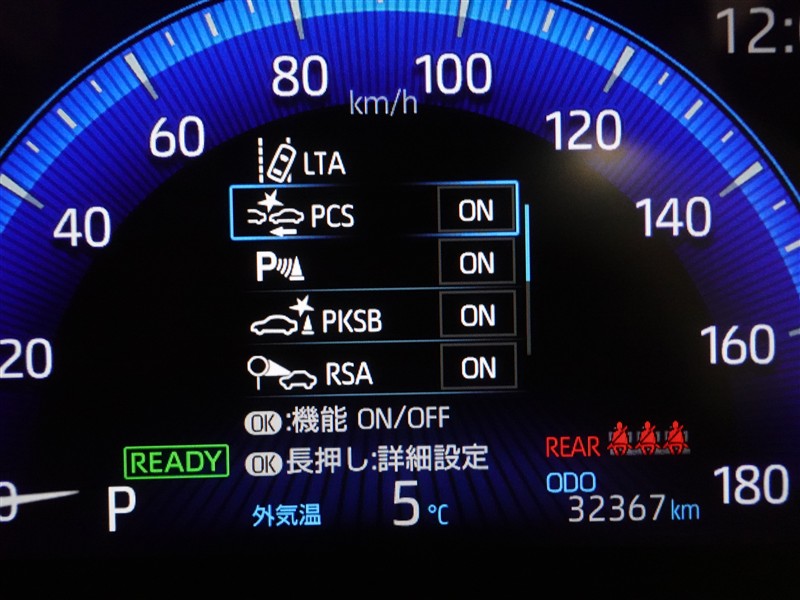 12:
80
100
km/h
60
120
LTA
40
PCS ON
140
P ON
PKSB ON
20
160
RSA ON
OK:機能 ON/OFF
REAR
READY
OK長押し:詳細設定
180
0
P
外気温 5℃
ODO
32367km